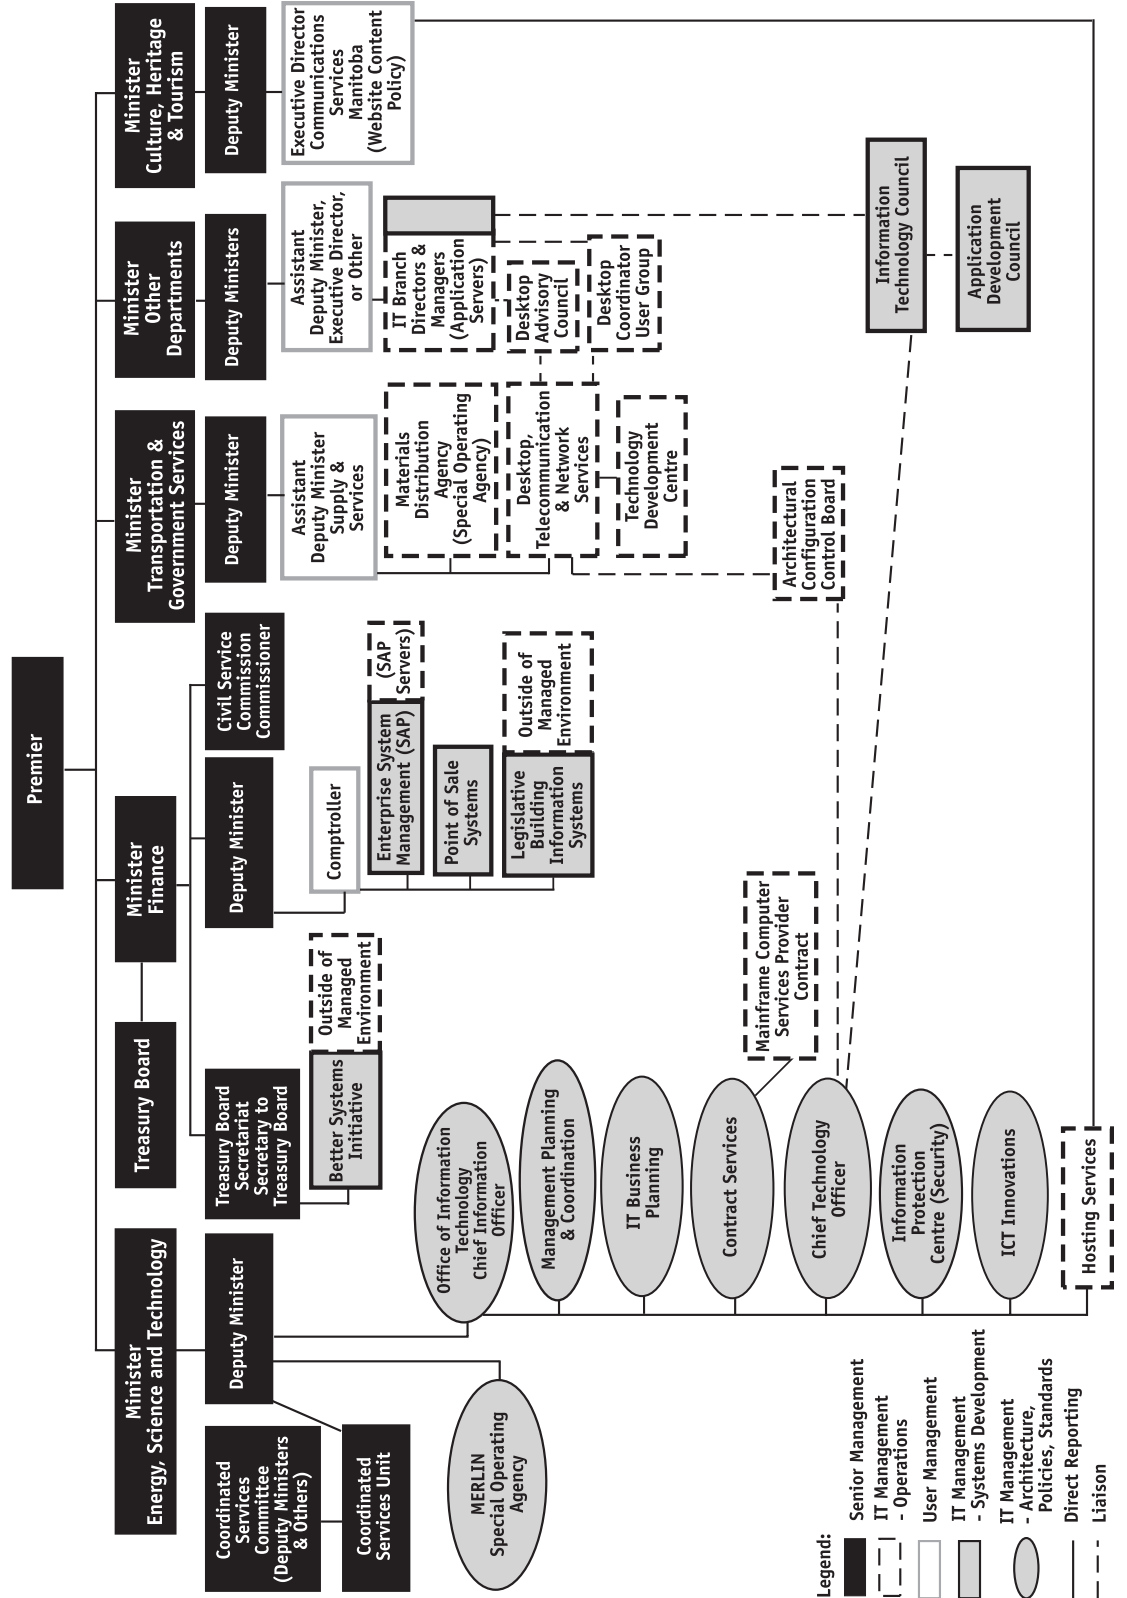 Premier
Minister
Energy, Science and Technology
Treasury Board
Minister
Finance
Minister
Transportation &
Government Services
Minister
Other
Departments
Minister
Culture, Heritage
& Tourism
Coordinated
Services
Committee
(Deputy Ministers
& Others)
Deputy Minister
Treasury Board
Secretariat
Secretary to
Treasury Board
Deputy Minister
Civil Service
Commission
Commissioner
Deputy Minister
Deputy Ministers
Deputy Minister
Coordinated
Services Unit
Better Systems
Initiative
Outside of
Managed
Environment
Comptroller
Assistant
Deputy Minister
Supply &
Services
Assistant
Deputy Minister,
Executive Director,
or Other
Executive Director
Communications
Services
Manitoba
(Website Content
Policy)
Enterprise System
Management (SAP)
(SAP
Servers)
Point of Sale
Systems
Legislative
Building
Information
Systems
Outside of
Managed
Environment
Materials
Distribution
Agency
(Special Operating
Agency)
IT Branch
Directors &
Managers
(Application
Servers)
Desktop,
Telecommunication
& Network
Services
Desktop
Advisory
Council
Desktop
Coordinator
User Group
Technology
Development
Centre
MERLIN
Special Operating
Agency
Office of Information
Technology
Chief Information
Officer
Management Planning
& Coordination
IT Business
Planning
Contract Services
Mainframe Computer
Services Provider
Contract
Architectural
Configuration
Control Board
Chief Technology
Officer
Information
Technology Council
Information
Protection
Centre (Security)
Application
Development
Council
ICT Innovations
Hosting Services
Legend:
Senior Management
IT Management
- Operations
User Management
IT Management
- Systems Development
IT Management
- Architecture,
Policies, Standards
Direct Reporting
Liaison